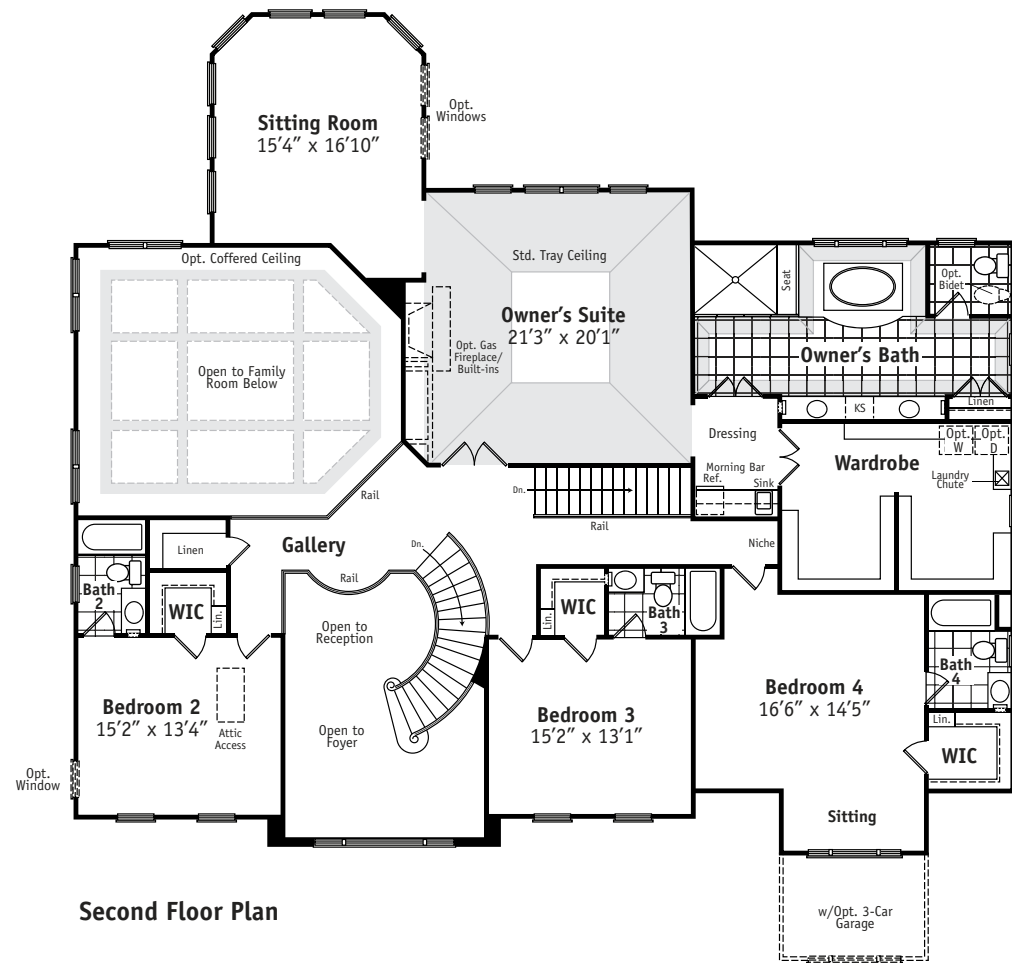 Sitting Room
15'4" x 16'10"
Opt.
Windows
Opt. Coffered Ceiling
Std. Tray Ceiling
Owner's Suite
21'3" x 20'1"
Opt. Gas
Fireplace/
Built-ins
Open to Family
Room Below
Seat
Opt.
Bidet
Owner's Bath
KS
Linen
Dressing
Opt.
W
Opt.
D
Wardrobe
Laundry
Chute
Morning Bar
Ref.
Sink
Dn.
Rail
Rail
Niche
Linen
Gallery
Dn.
Rail
Bath
2
WIC
Lin.
Open to
Reception
Lin.
WIC
Bath
3
Bath
4
Bedroom 2
15'2" x 13'4"
Attic
Access
Open to
Foyer
Bedroom 3
15'2" x 13'1"
Bedroom 4
16'6" x 14'5"
Lin.
WIC
Opt.
Window
Sitting
Second Floor Plan
w/Opt. 3-Car
Garage